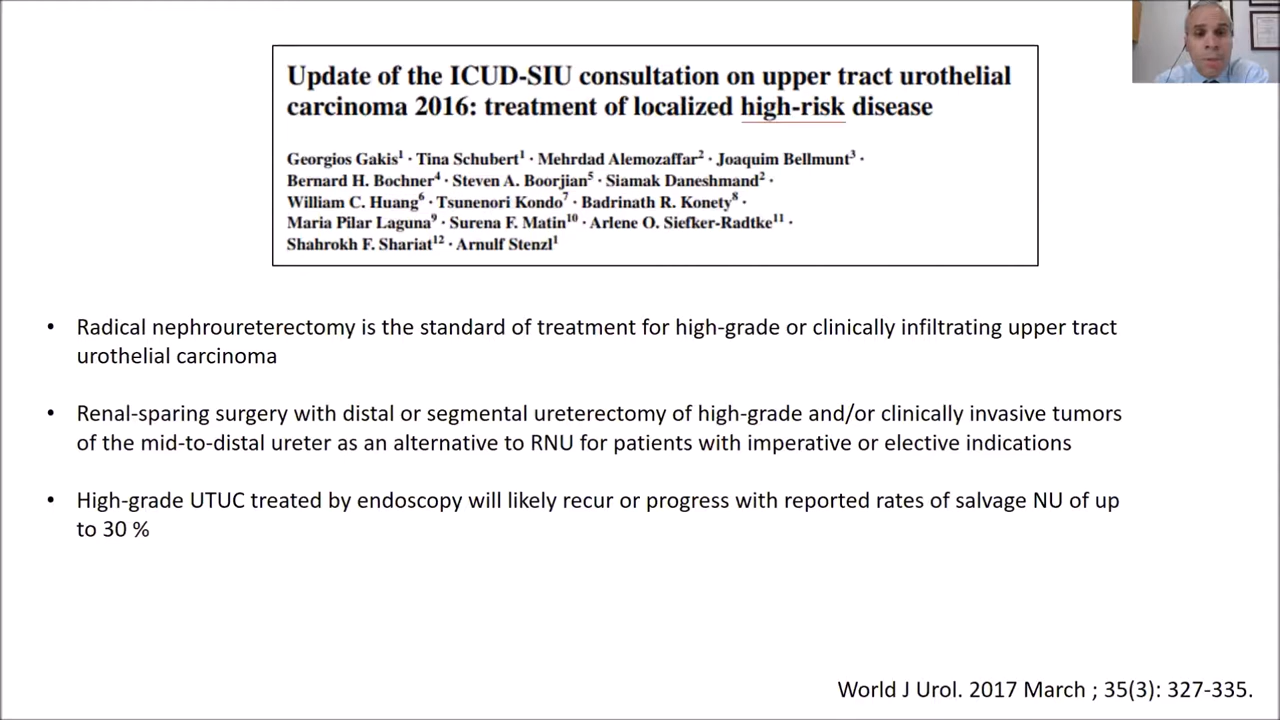 Update of the ICUD-SIU consultation on upper tract urothelial
carcinoma 2016: treatment of localized high-risk disease
Georgios Gakis1 · Tina Schubert1 · Mehrdad Alemozaffar2 · Joaquim Bellmunt3 ·
Bernard H. Bochner4 · Steven A. Boorjian5 · Siamak Daneshmand2 ·
William C. Huang6 · Tsunenori Kondo7 · Badrinath R. Konety8 ·
Maria Pilar Laguna9 · Surena F. Matin10 · Arlene O. Siefker-Radtke11 ·
Shahrokh F. Shariat12 · Arnulf Stenzl1
• Radical nephroureterectomy is the standard of treatment for high-grade or clinically infiltrating upper tract
urothelial carcinoma
• Renal-sparing surgery with distal or segmental ureterectomy of high-grade and/or clinically invasive tumors
of the mid-to-distal ureter as an alternative to RNU for patients with imperative or elective indications
• High-grade UTUC treated by endoscopy will likely recur or progress with reported rates of salvage NU of up
to 30 %
World J Urol. 2017 March ; 35(3): 327-335.